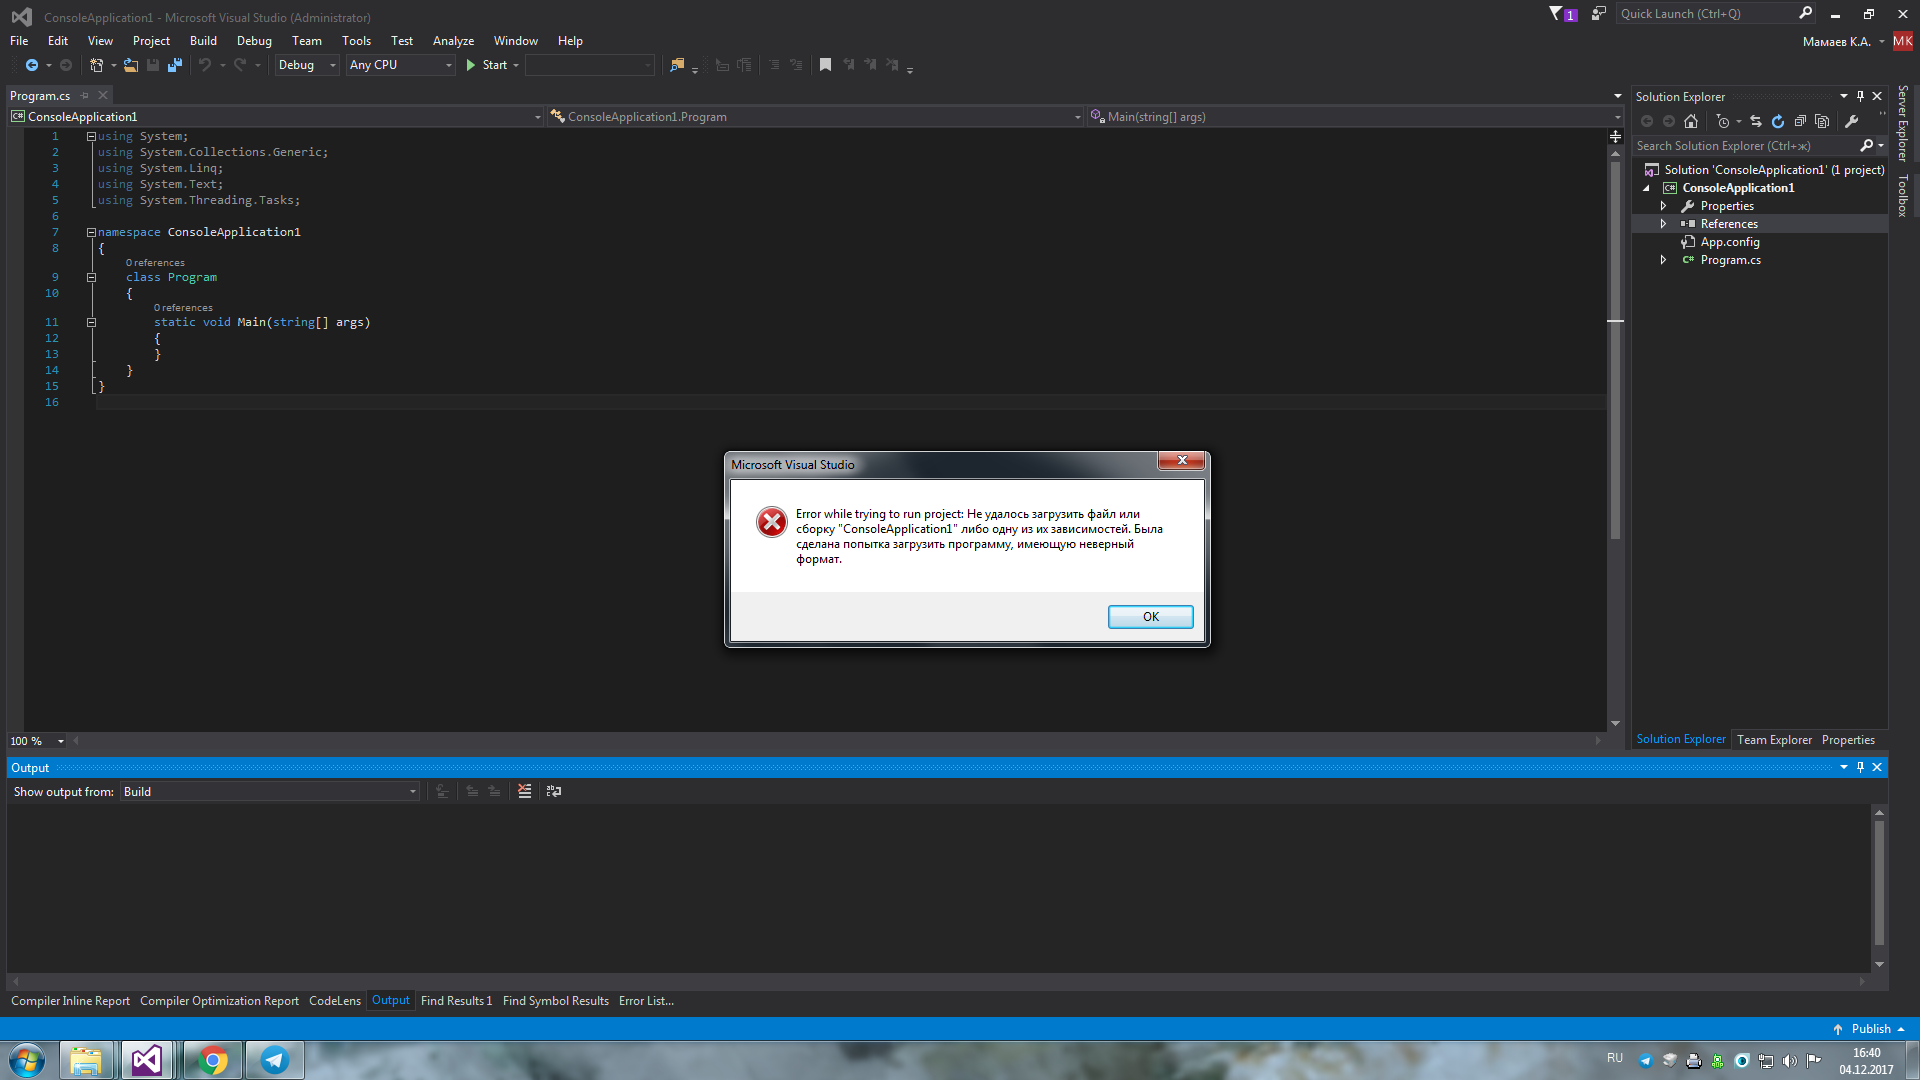 ConsoleApplication1 - Microsoft Visual Studio (Administrator)
1
Quick Launch (Ctrl+Q)
File Edit View Project Build Debug Team Tools Test Analyze Window Help
Мамаев К.А.
МК
Debug
Any CPU
Start
Program.cs
C# ConsoleApplication1
ConsoleApplication1.Program
Main(string[] args)
1 using System;
2 using System.Collections.Generic;
3 using System.Linq;
4 using System.Text;
5 using System.Threading.Tasks;
6
7 namespace ConsoleApplication1
8 {
0 references
9 class Program
10 {
0 references
11 static void Main(string[] args)
12 {
13 }
14 }
15 }
16
100 %
Microsoft Visual Studio
Error while trying to run project: Не удалось загрузить файл или
сборку "ConsoleApplication1" либо одну из их зависимостей. Была
сделана попытка загрузить программу, имеющую неверный
формат.
OK
Solution Explorer
Search Solution Explorer (Ctrl+ж)
Solution 'ConsoleApplication1' (1 project)
C# ConsoleApplication1
Properties
References
App.config
C# Program.cs
Solution Explorer Team Explorer Properties
Server Explorer
Toolbox
Output
Show output from: Build
Compiler Inline Report Compiler Optimization Report CodeLens Output Find Results 1 Find Symbol Results Error List...
Publish
RU
16:40
04.12.2017